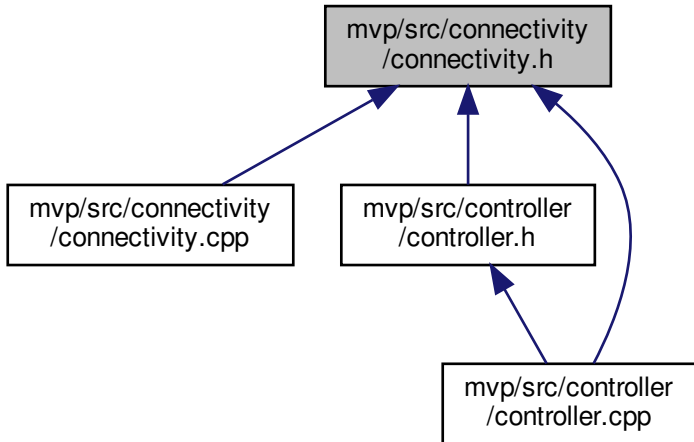 mvp/src/connectivity
/connectivity.h
mvp/src/connectivity
/connectivity.cpp
mvp/src/controller
/controller.h
mvp/src/controller
/controller.cpp